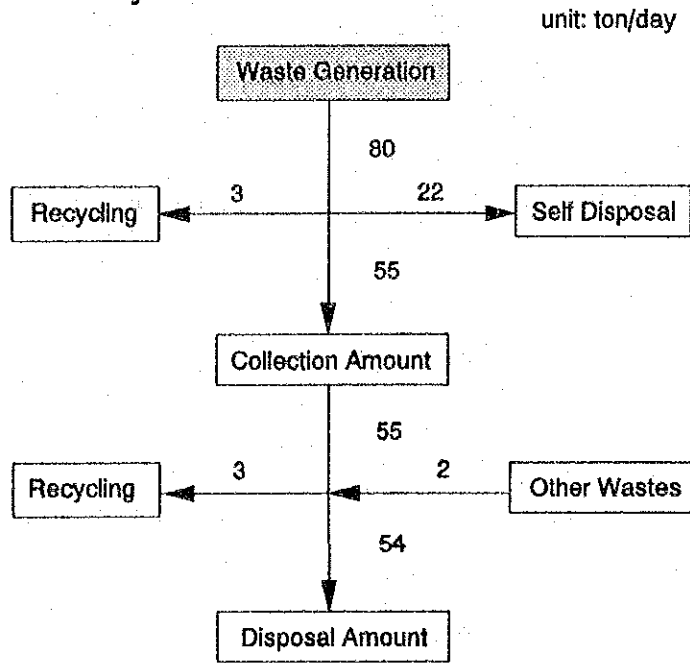 unit: ton/day
Waste Generation
80
Recycling
3
22
Self Disposal
55
Collection Amount
55
Recycling
3
2
Other Wastes
54
Disposal Amount